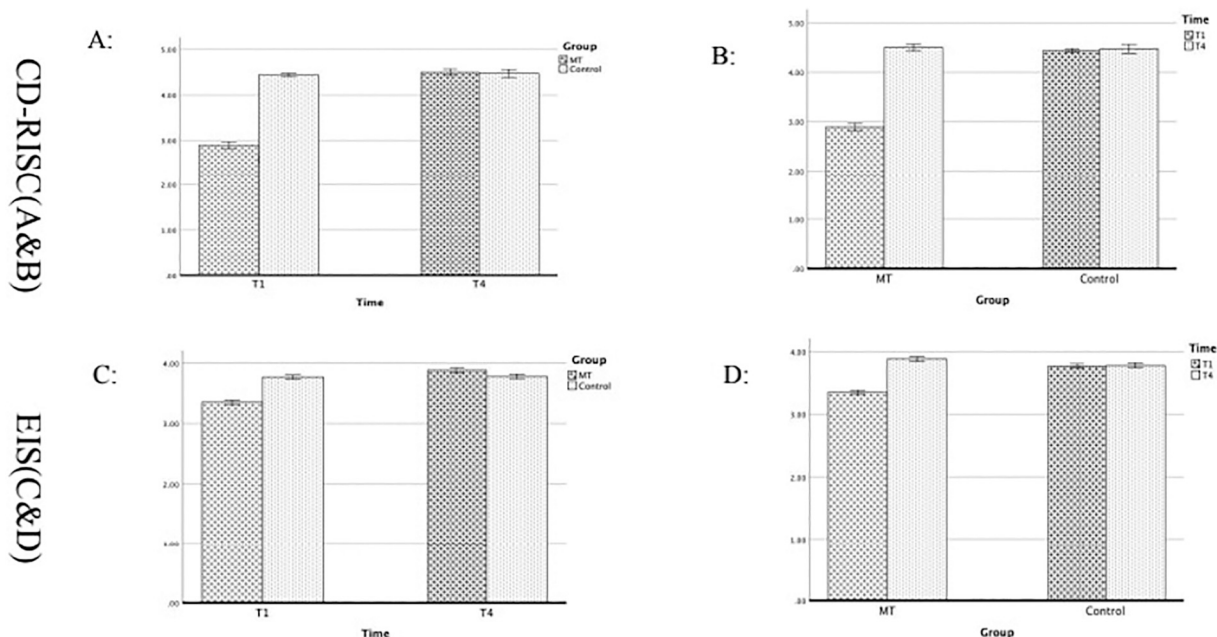 CD-RISC(A&B)
A:
5.00
4.00
3.00
2.00
1.00
.00
T1
T4
Time
Group
MT
Control
B:
5.00
4.00
3.00
2.00
1.00
.00
MT
Control
Group
Time
T1
T4
EIS(C&D)
C:
4.00
3.00
2.00
1.00
.00
T1
T4
Time
Group
MT
Control
D:
4.00
3.00
2.00
1.00
.00
MT
Control
Group
Time
T1
T4